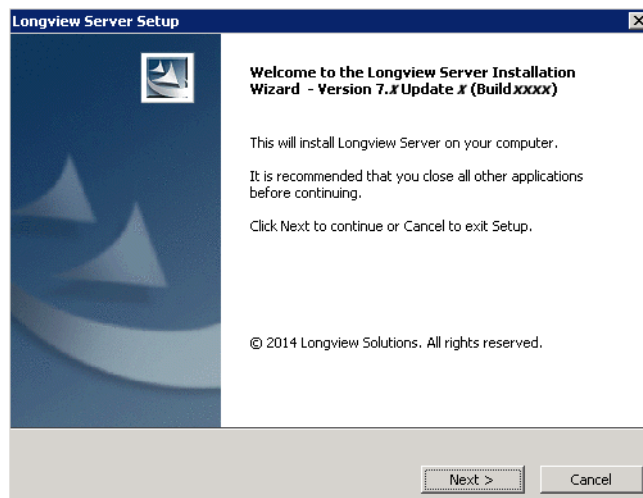 Longview Server Setup
Welcome to the Longview Server Installation
Wizard - Version 7.X Update X (Build xxxx)
This will install Longview Server on your computer.
It is recommended that you close all other applications
before continuing.
Click Next to continue or Cancel to exit Setup.
© 2014 Longview Solutions. All rights reserved.
Next >
Cancel